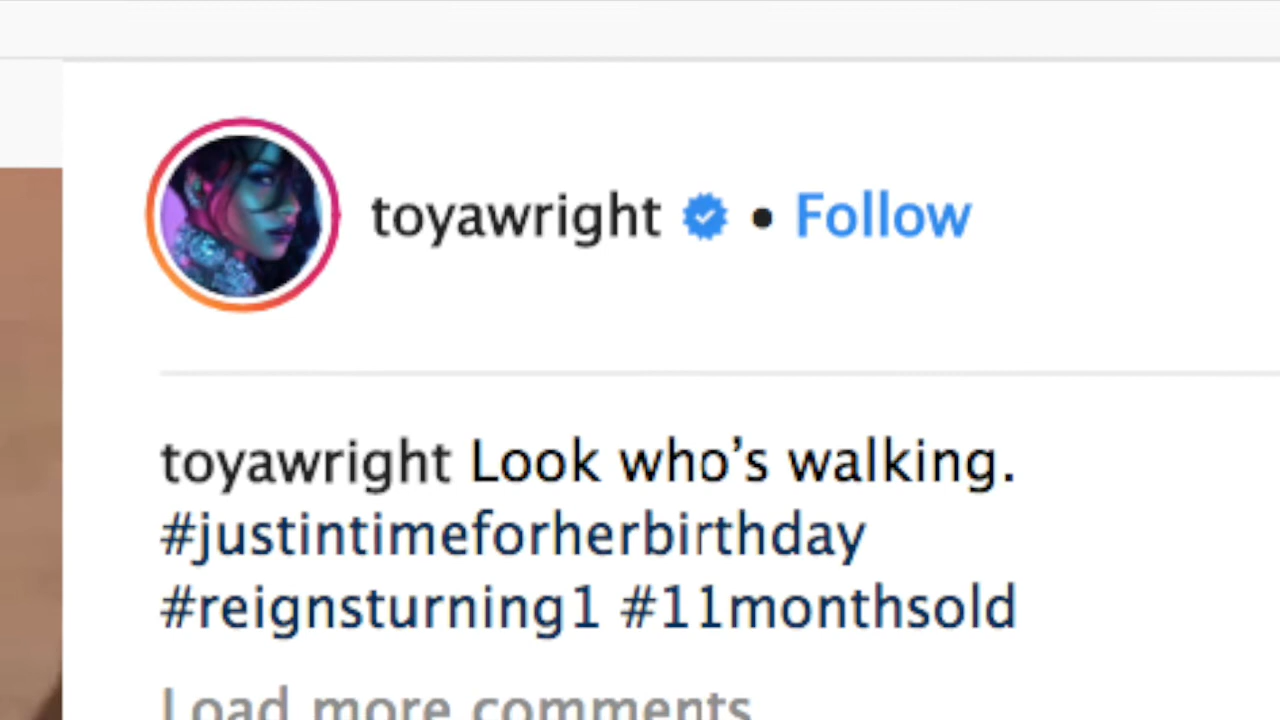 toyawright • Follow
toyawright Look who’s walking.
#justintimeforherbirthday
#reignsturning1 #11monthsold
Load more comments